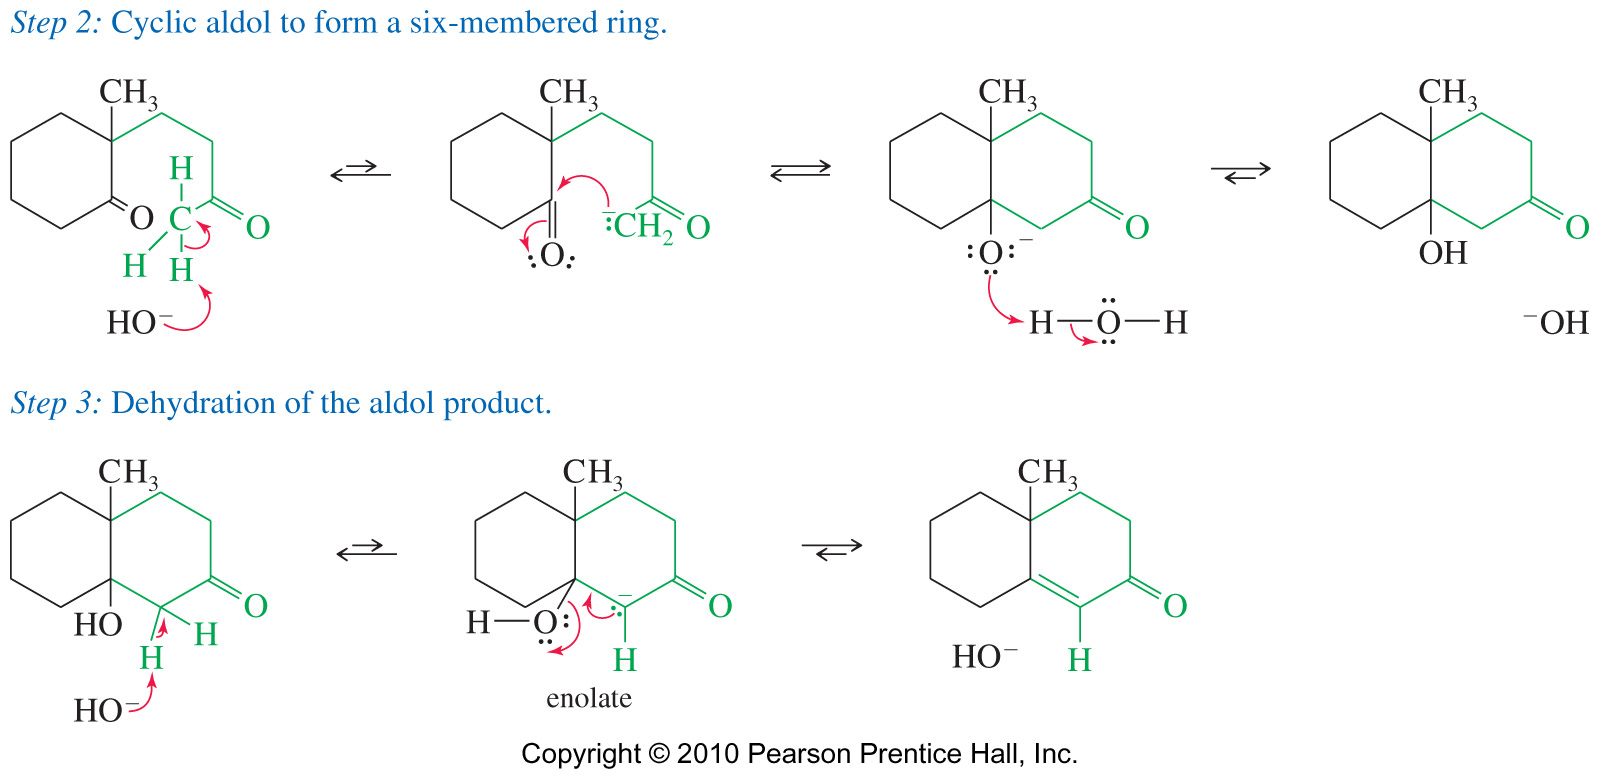 Step 2: Cyclic aldol to form a six-membered ring.
CH3 CH3 CH3 CH3
H
O C O :CH2 O O O
H H O :O:− OH
HO− H—O—H −OH
Step 3: Dehydration of the aldol product.
CH3 CH3 CH3
O O O
HO H H—O:
H H HO− H
HO− enolate
Copyright © 2010 Pearson Prentice Hall, Inc.